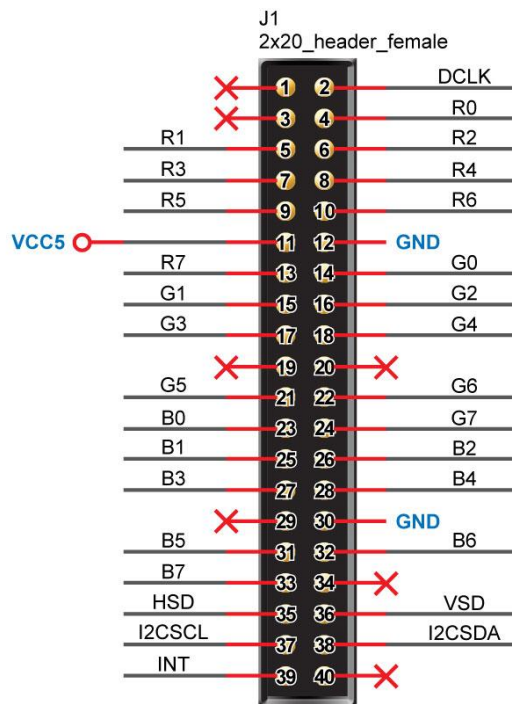 J1
2x20_header_female
1 2 DCLK
3 4 R0
R1 5 6 R2
R3 7 8 R4
R5 9 10 R6
VCC5 11 12 GND
R7 13 14 G0
G1 15 16 G2
G3 17 18 G4
19 20
G5 21 22 G6
B0 23 24 G7
B1 25 26 B2
B3 27 28 B4
29 30 GND
B5 31 32 B6
B7 33 34
HSD 35 36 VSD
I2CSCL 37 38 I2CSDA
INT 39 40